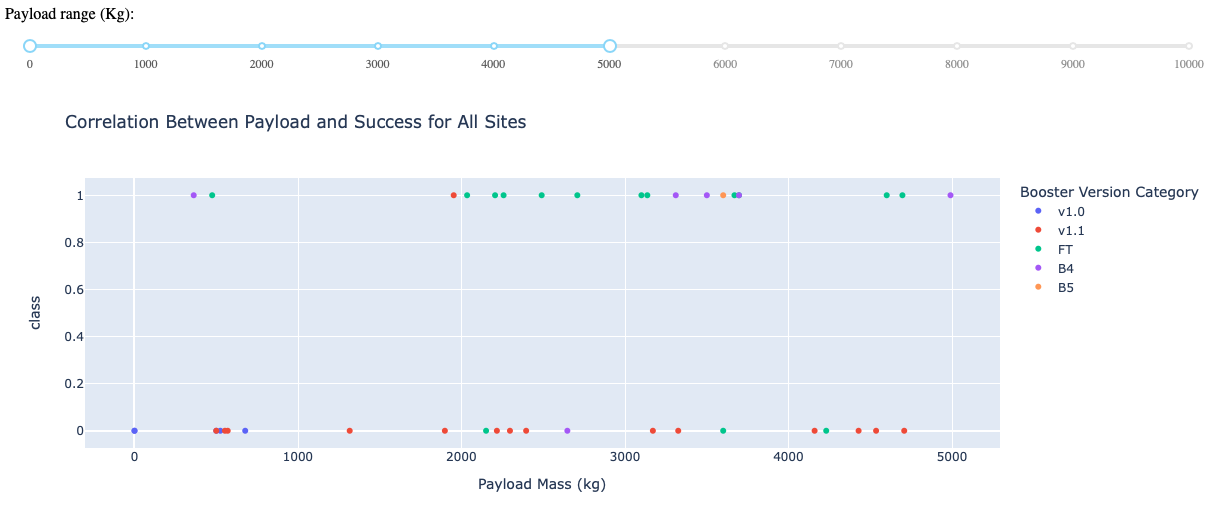 Payload range (Kg):
0 1000 2000 3000 4000 5000 6000 7000 8000 9000 10000
Correlation Between Payload and Success for All Sites
Booster Version Category
v1.0
v1.1
FT
B4
B5
1
0.8
0.6
0.4
0.2
0
class
0 1000 2000 3000 4000 5000
Payload Mass (kg)